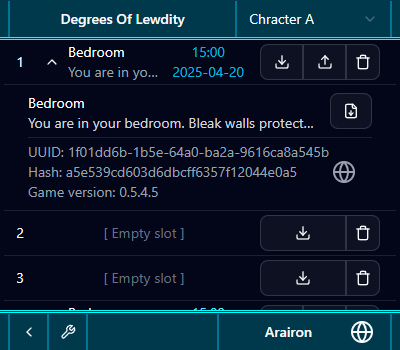 Degrees Of Lewdity
Chracter A
1
Bedroom
15:00
You are in yo...
2025-04-20
Bedroom
You are in your bedroom. Bleak walls protect...
UUID: 1f01dd6b-1b5e-64a0-ba2a-9616ca8a545b
Hash: a5e539cd603d6dbcff6357f12044e0a5
Game version: 0.5.4.5
2
[ Empty slot ]
3
[ Empty slot ]
Arairon